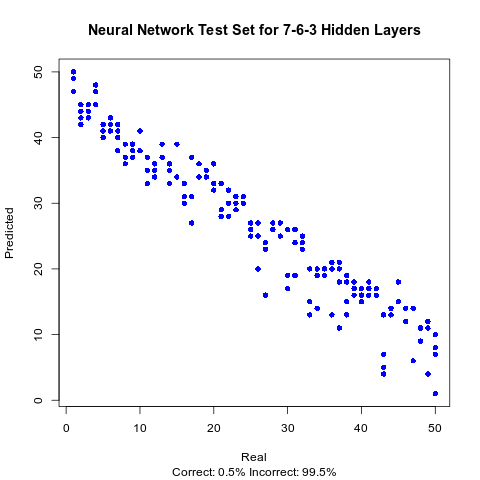 Neural Network Test Set for 7-6-3 Hidden Layers
50
40
30
20
10
0
Predicted
0 10 20 30 40 50
Real
Correct: 0.5% Incorrect: 99.5%